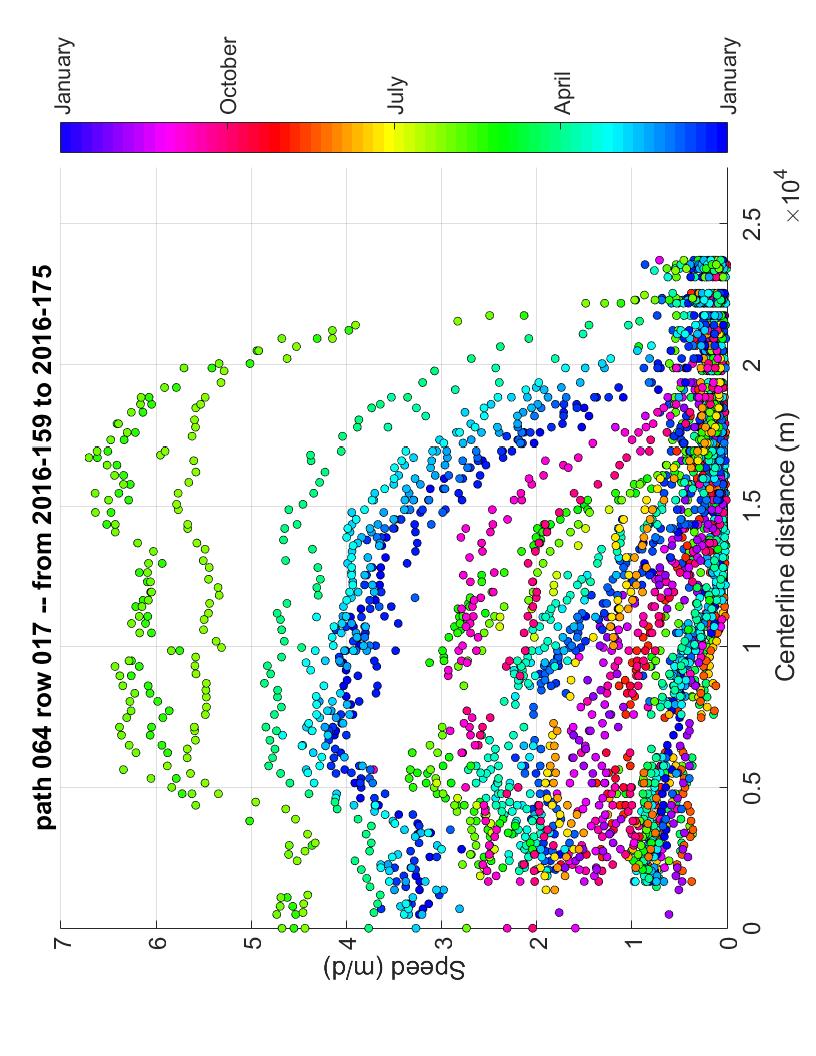 path 064 row 017 -- from 2016-159 to 2016-175
7
6
5
4
3
2
1
0
Speed (m/d)
0
0.5
1
1.5
2
2.5
×10⁴
Centerline distance (m)
January
October
July
April
January